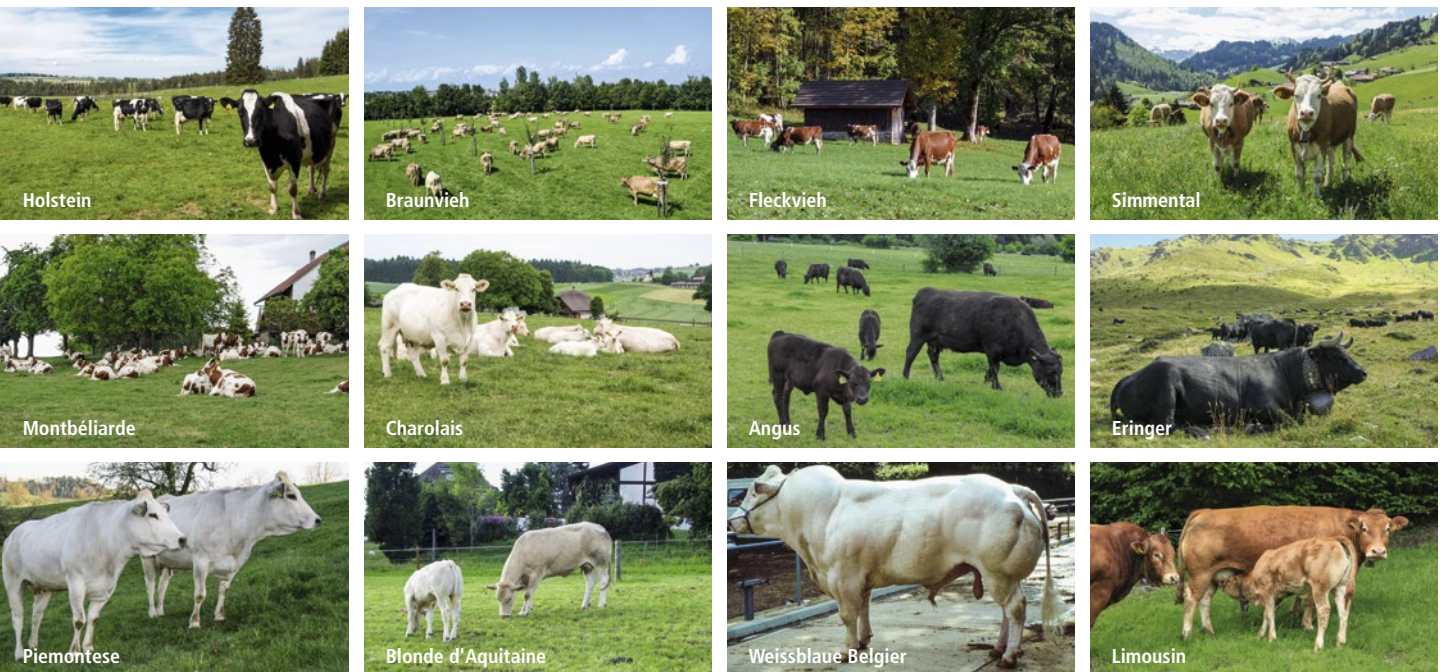 Holstein
Braunvieh
Fleckvieh
Simmental
Montbéliarde
Charolais
Angus
Eringer
Piemontese
Blonde d'Aquitaine
Weissblaue Belgier
Limousin